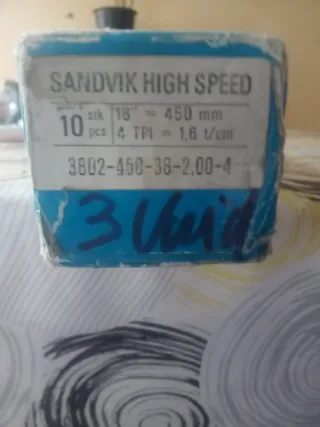 SANDVIK HIGH SPEED
10 stk pcs 18" = 450 mm
4 TPI = 1,6 t/cm
3802-450-38-2,00-4
3 Unid